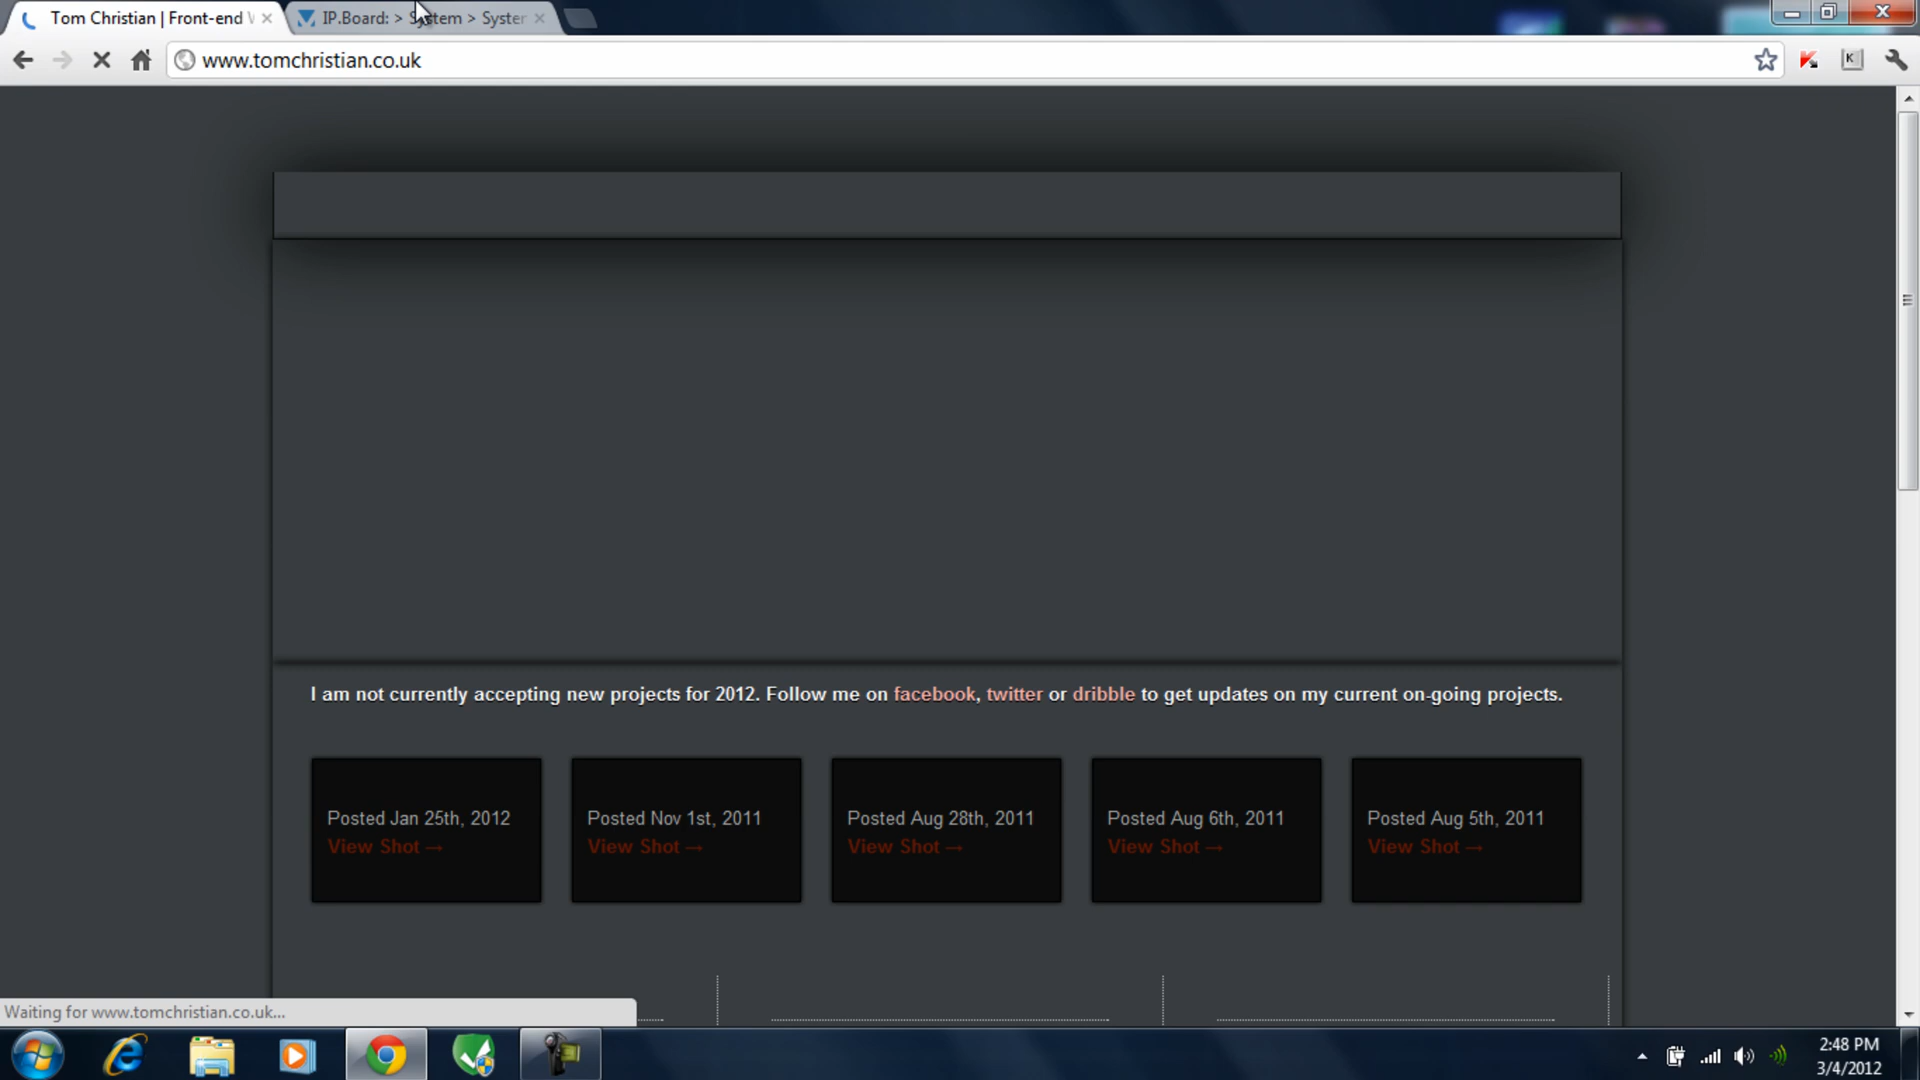 Tom Christian | Front-end
IP.Board: > System > Syster
www.tomchristian.co.uk
I am not currently accepting new projects for 2012. Follow me on facebook, twitter or dribble to get updates on my current on-going projects.
Posted Jan 25th, 2012
View Shot →
Posted Nov 1st, 2011
View Shot →
Posted Aug 28th, 2011
View Shot →
Posted Aug 6th, 2011
View Shot →
Posted Aug 5th, 2011
View Shot →
Waiting for www.tomchristian.co.uk...
2:48 PM
3/4/2012